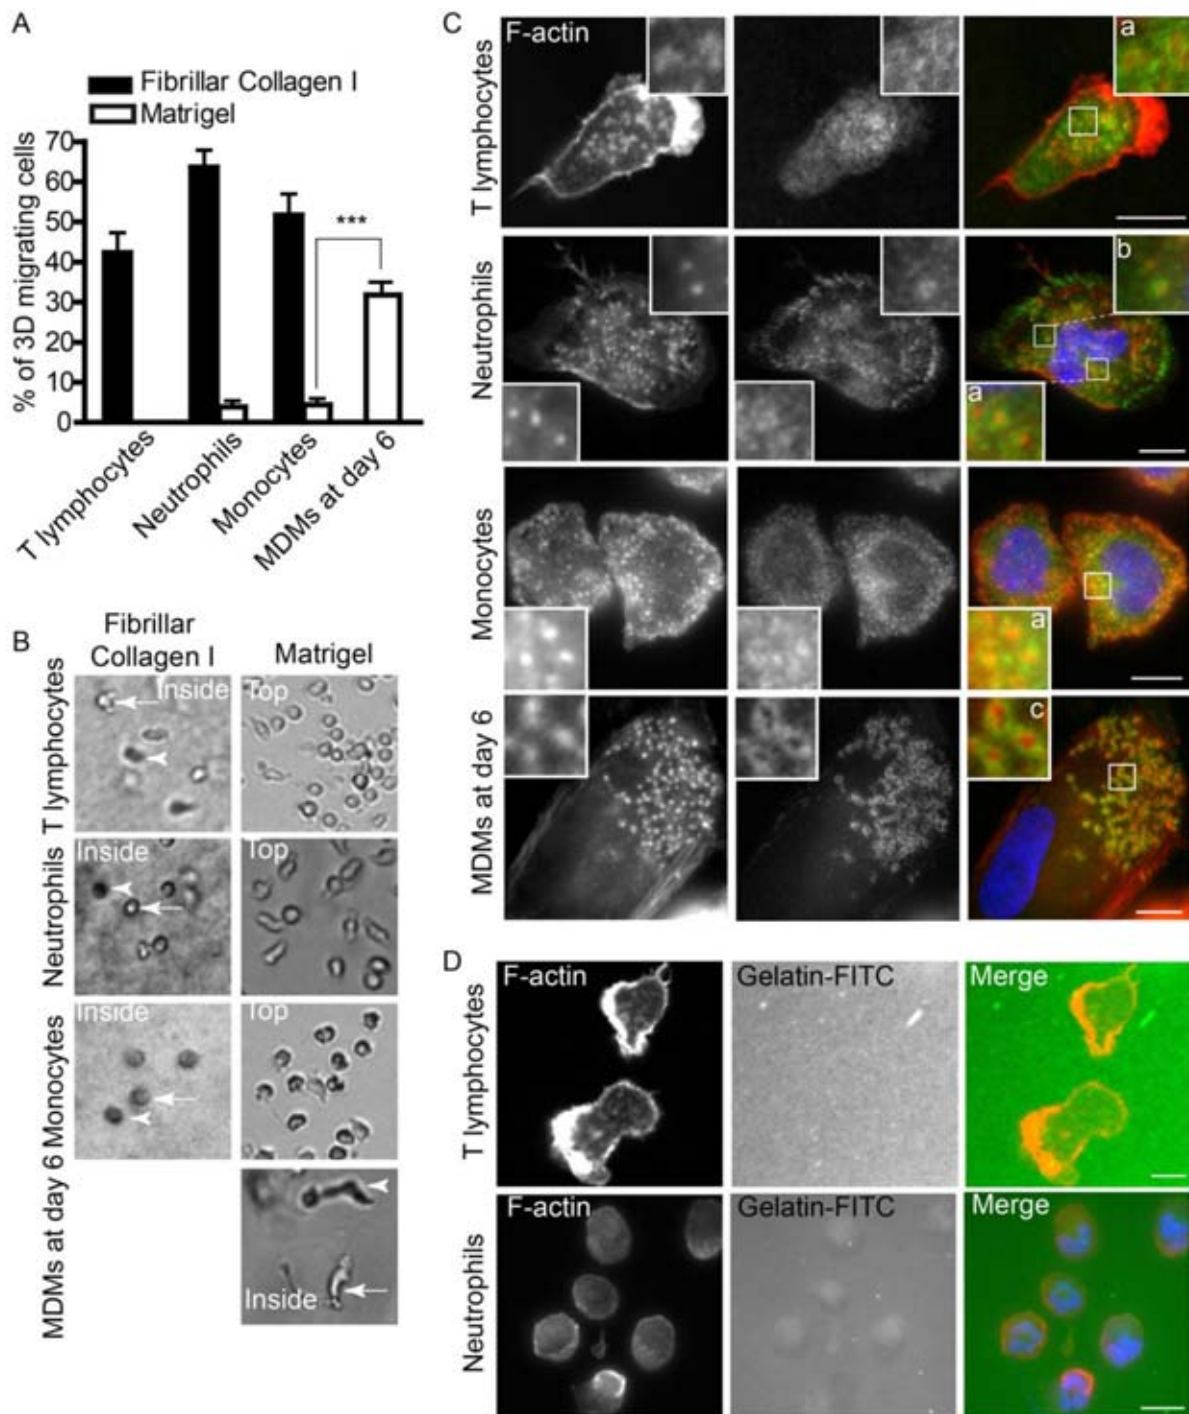 A
Fibrillar Collagen I
Matrigel
% of 3D migrating cells
70
60
50
40
30
20
10
0
***
T lymphocytes
Neutrophils
Monocytes
MDMs at day 6
B
Fibrillar
Collagen I
Matrigel
T lymphocytes
Inside
Top
Neutrophils
Inside
Top
Monocytes
Inside
Top
MDMs at day 6
Inside
C
T lymphocytes
F-actin
a
Neutrophils
b
a
Monocytes
a
MDMs at day 6
c
D
T lymphocytes
F-actin
Gelatin-FITC
Merge
Neutrophils
F-actin
Gelatin-FITC
Merge